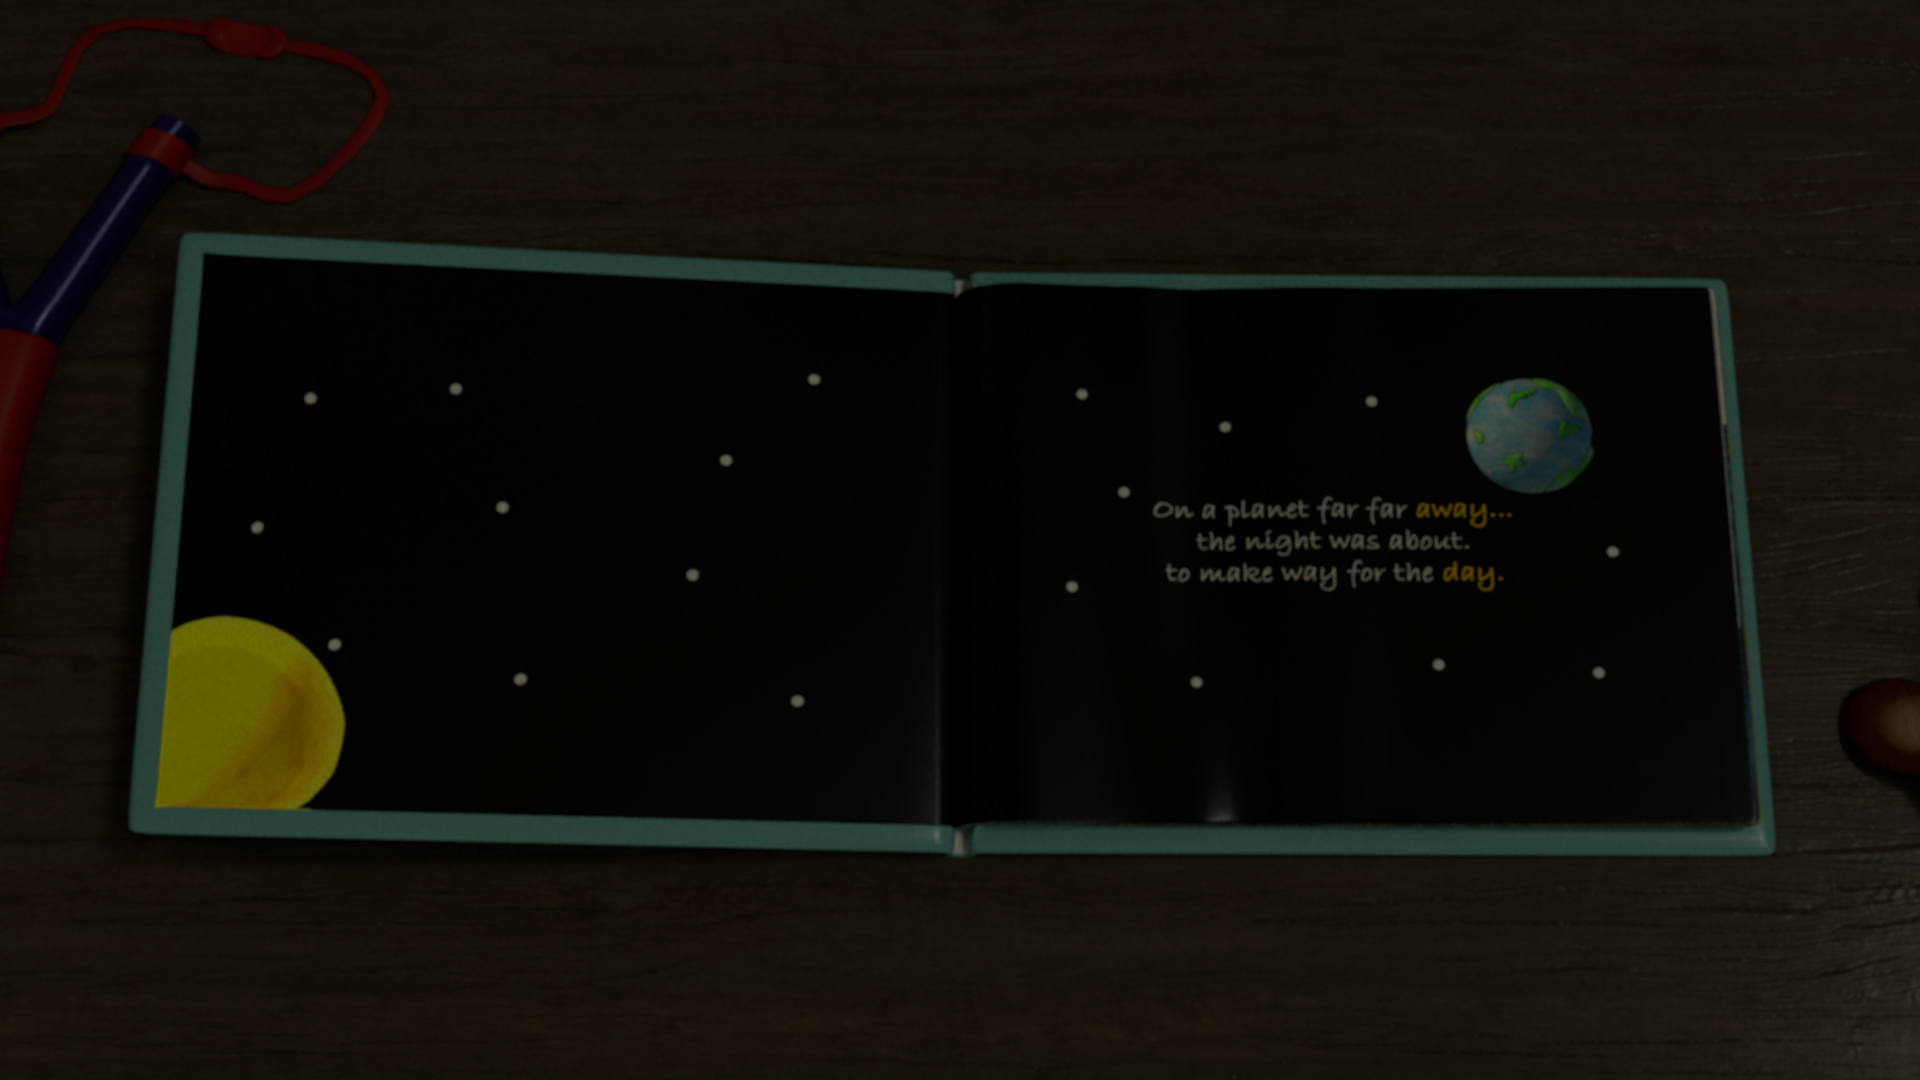 On a planet far far away...
the night was about.
to make way for the day.